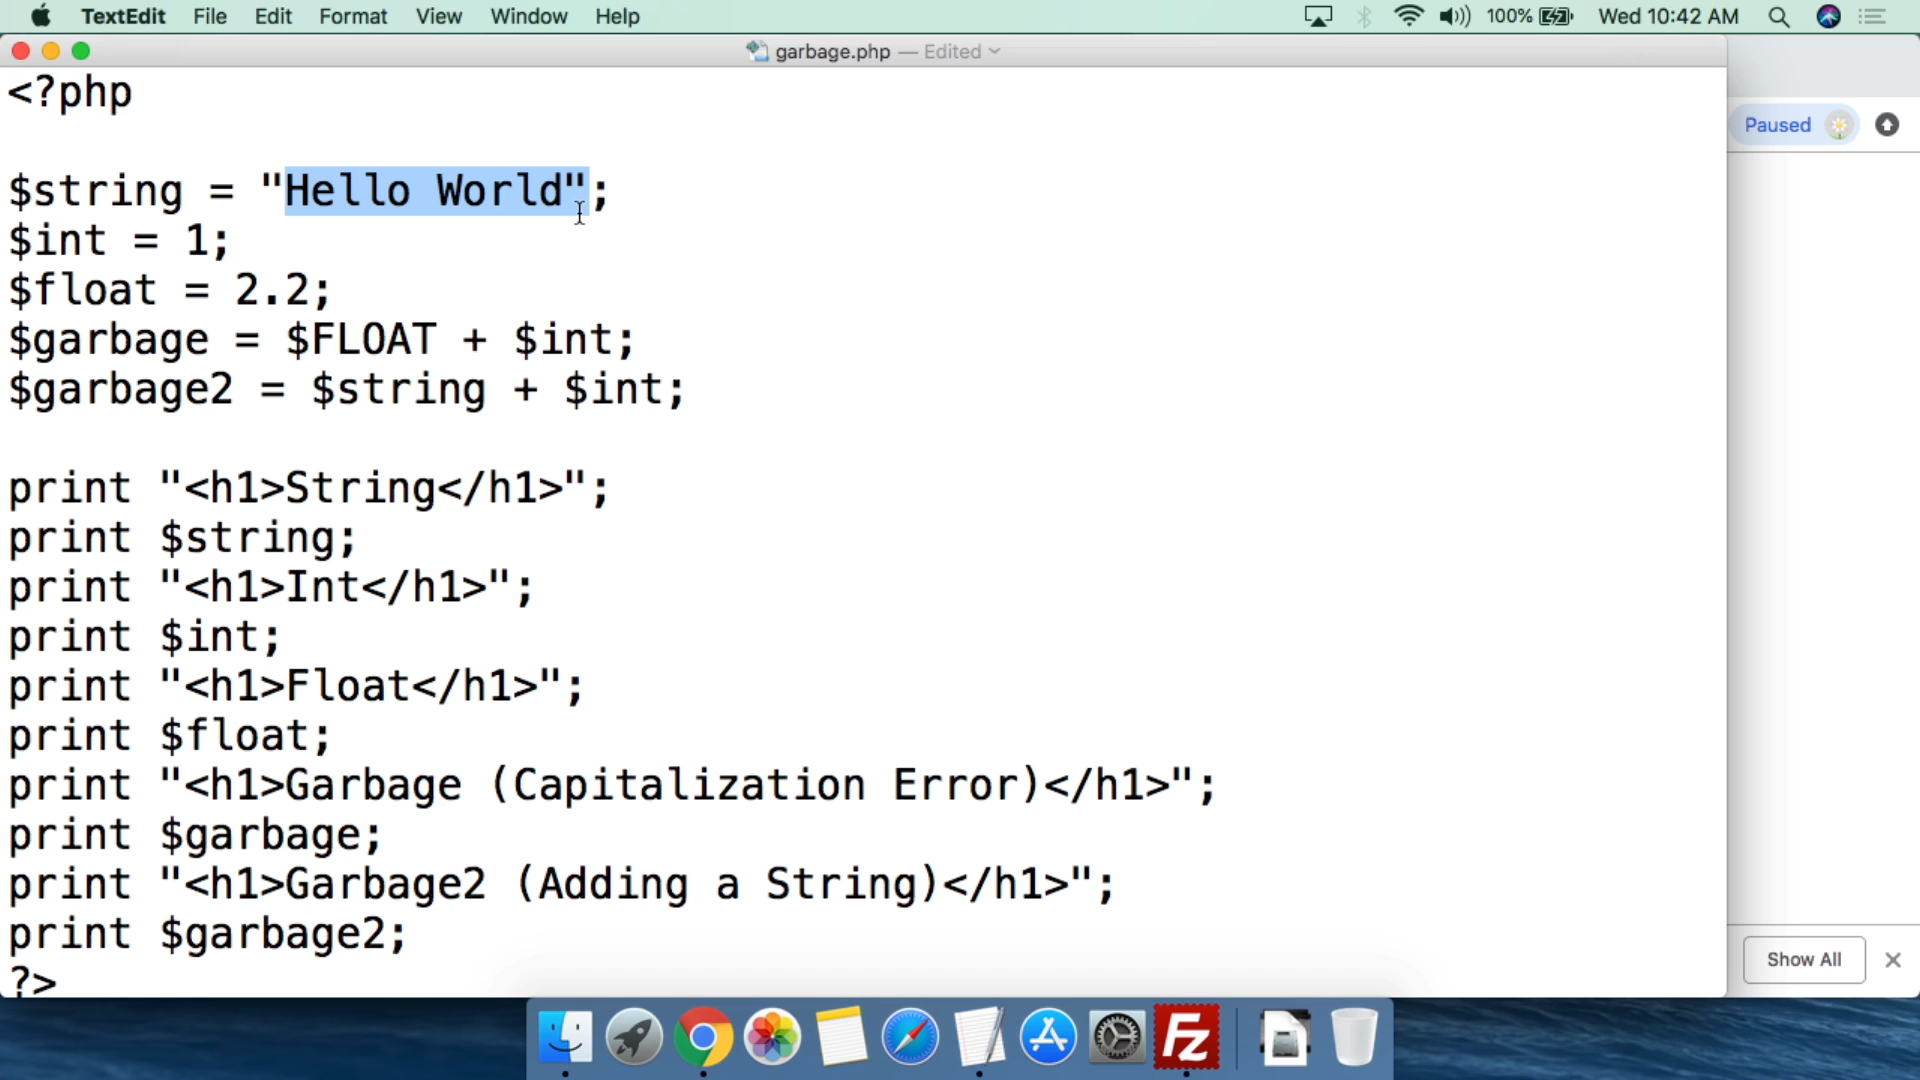 TextEdit File Edit Format View Window Help 100% Wed 10:42 AM
garbage.php — Edited
<?php
Paused
$string = "Hello World";
$int = 1;
$float = 2.2;
$garbage = $FLOAT + $int;
$garbage2 = $string + $int;
print "<h1>String</h1>";
print $string;
print "<h1>Int</h1>";
print $int;
print "<h1>Float</h1>";
print $float;
print "<h1>Garbage (Capitalization Error)</h1>";
print $garbage;
print "<h1>Garbage2 (Adding a String)</h1>";
print $garbage2;
?>
Show All
Fz